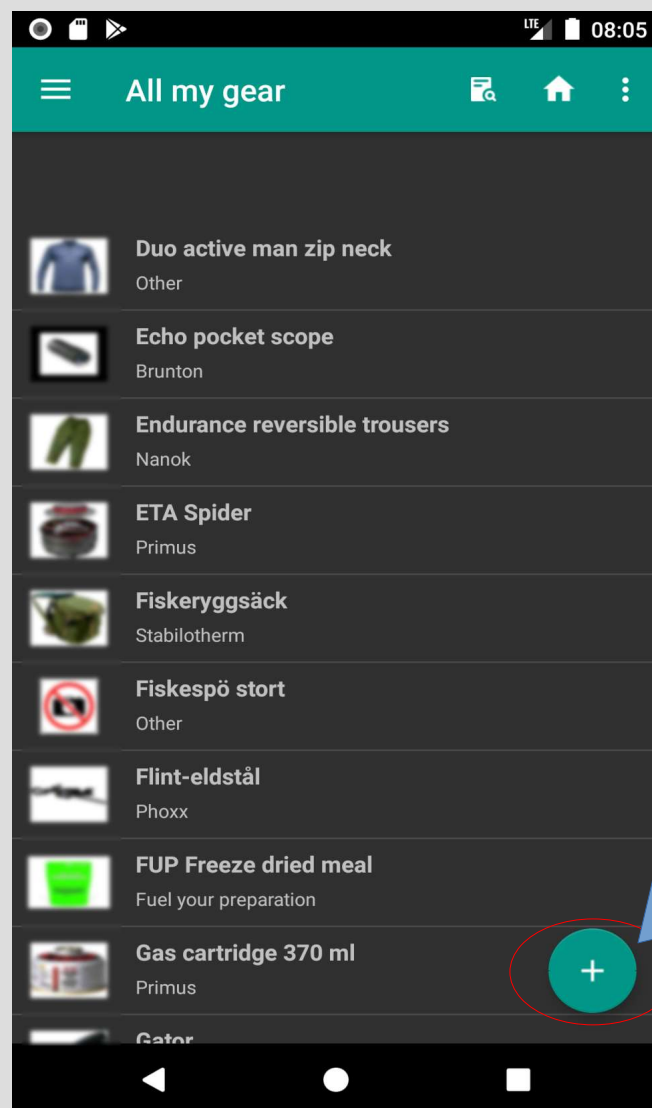 LTE 08:05
All my gear
Duo active man zip neck
Other
Echo pocket scope
Brunton
Endurance reversible trousers
Nanok
ETA Spider
Primus
Fiskeryggsäck
Stabilotherm
Fiskespö stort
Other
Flint-eldstål
Phoxx
FUP Freeze dried meal
Fuel your preparation
Gas cartridge 370 ml
Primus
Gator